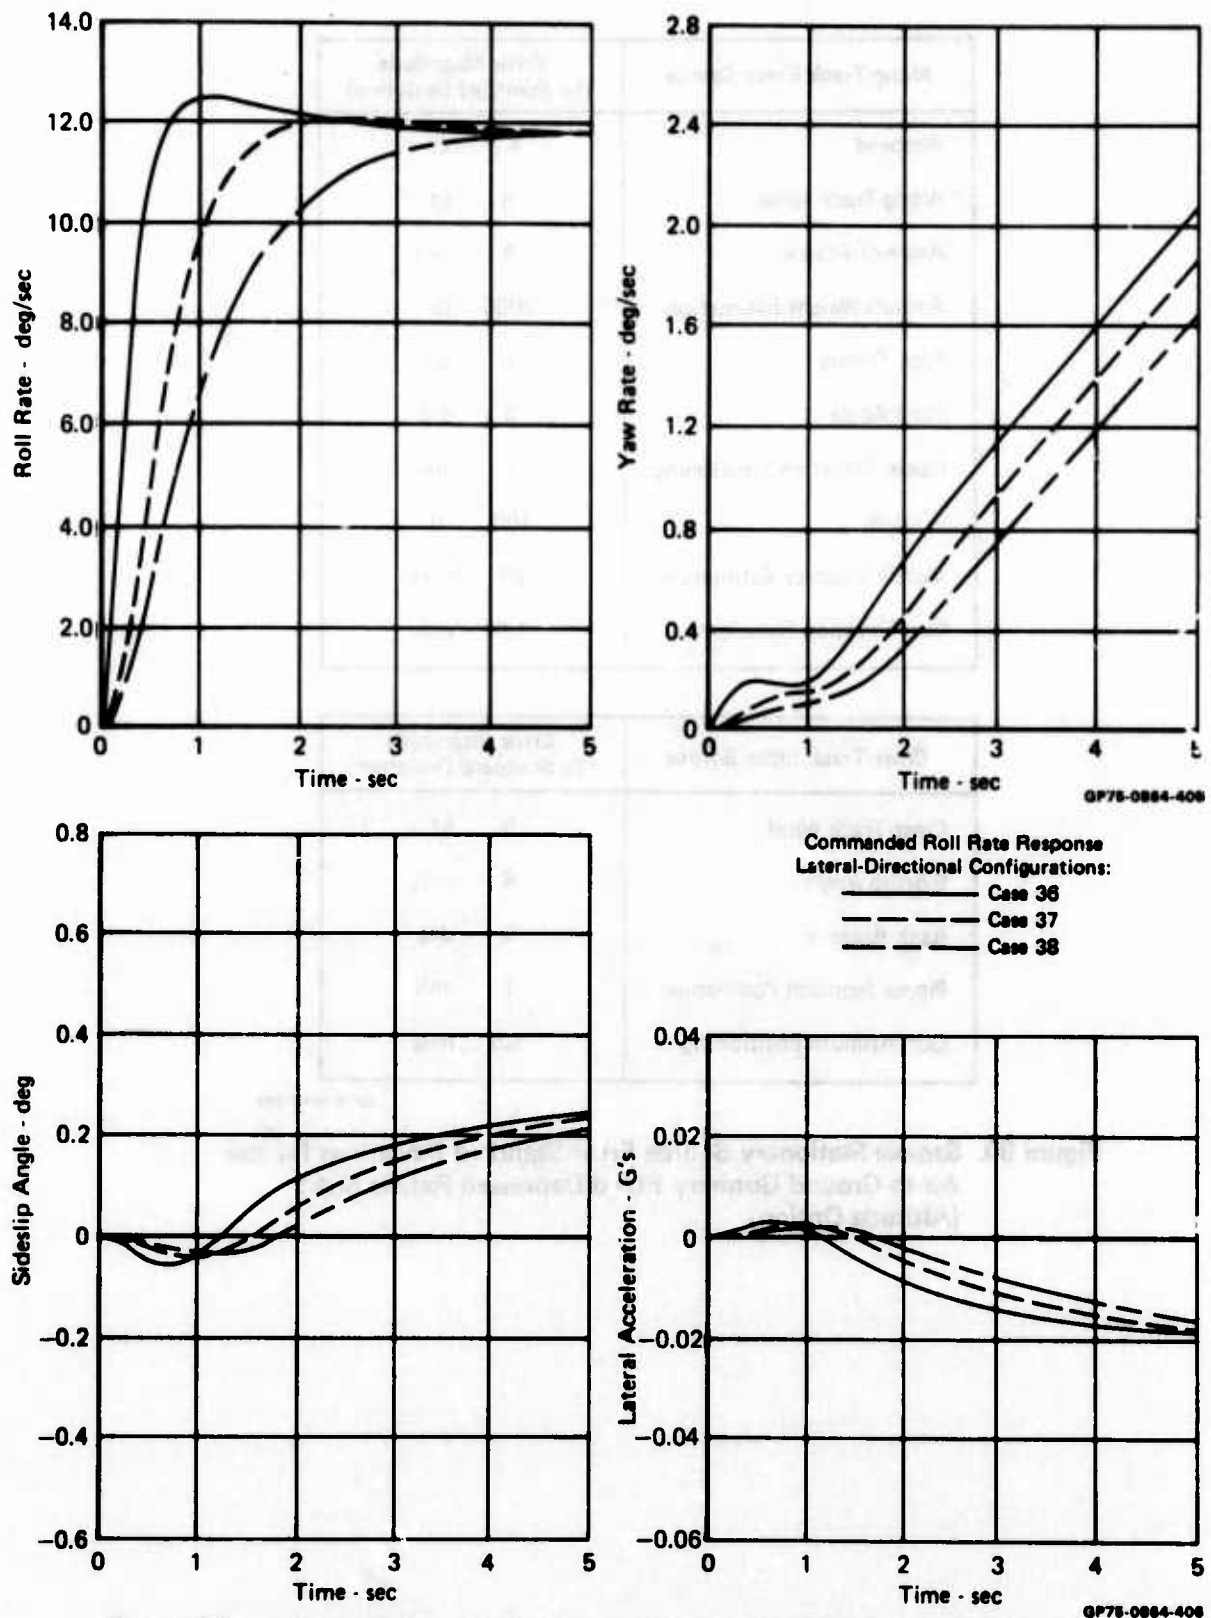 14.0
12.0
10.0
8.0
6.0
4.0
2.0
0
Roll Rate - deg/sec
0 1 2 3 4 5
Time - sec
2.8
2.4
2.0
1.6
1.2
0.8
0.4
0
Yaw Rate - deg/sec
0 1 2 3 4 5
Time - sec
GP75-0864-406
0.8
0.6
0.4
0.2
0
−0.2
−0.4
−0.6
Sideslip Angle - deg
0 1 2 3 4 5
Time - sec
Commanded Roll Rate Response
Lateral-Directional Configurations:
Case 36
Case 37
Case 38
0.04
0.02
0
−0.02
−0.04
−0.06
Lateral Acceleration - G's
0 1 2 3 4 5
Time - sec
GP75-0864-406